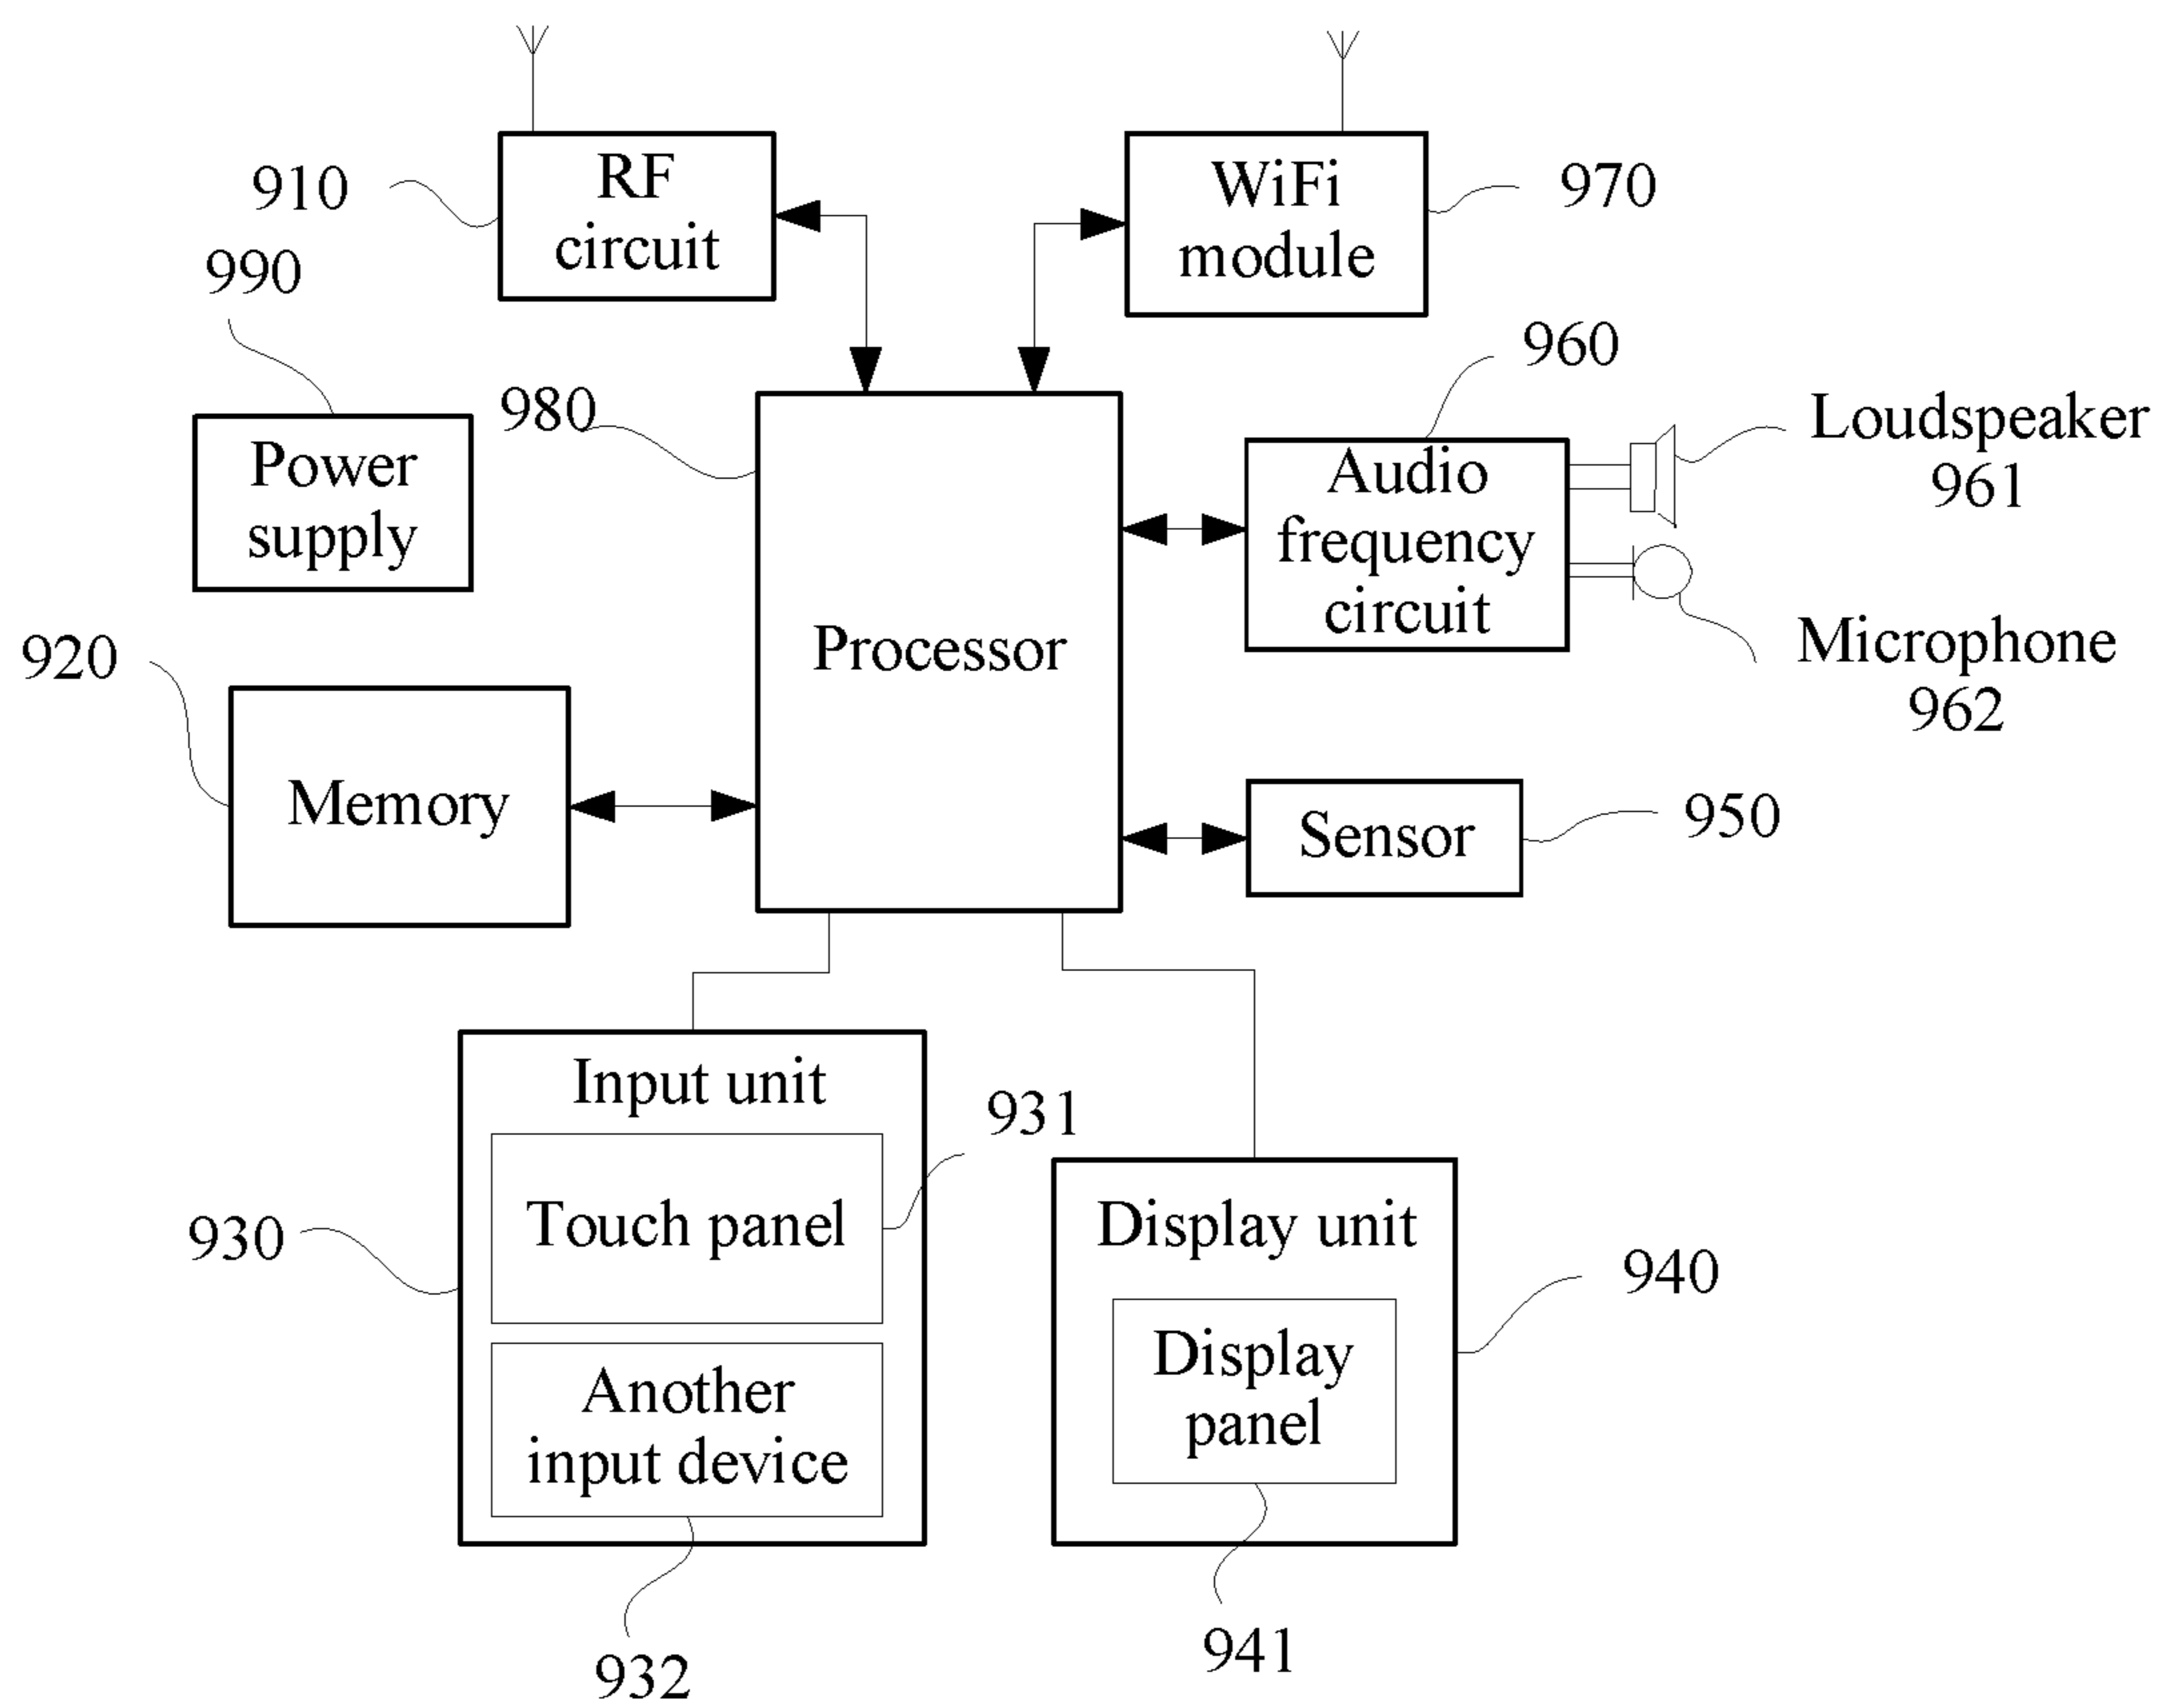 910
RF
circuit
WiFi
module
970
990
Power
supply
980
Processor
960
Audio
frequency
circuit
Loudspeaker
961
Microphone
962
920
Memory
Sensor
950
Input unit
931
Touch panel
930
Another
input device
932
Display unit
940
Display
panel
941